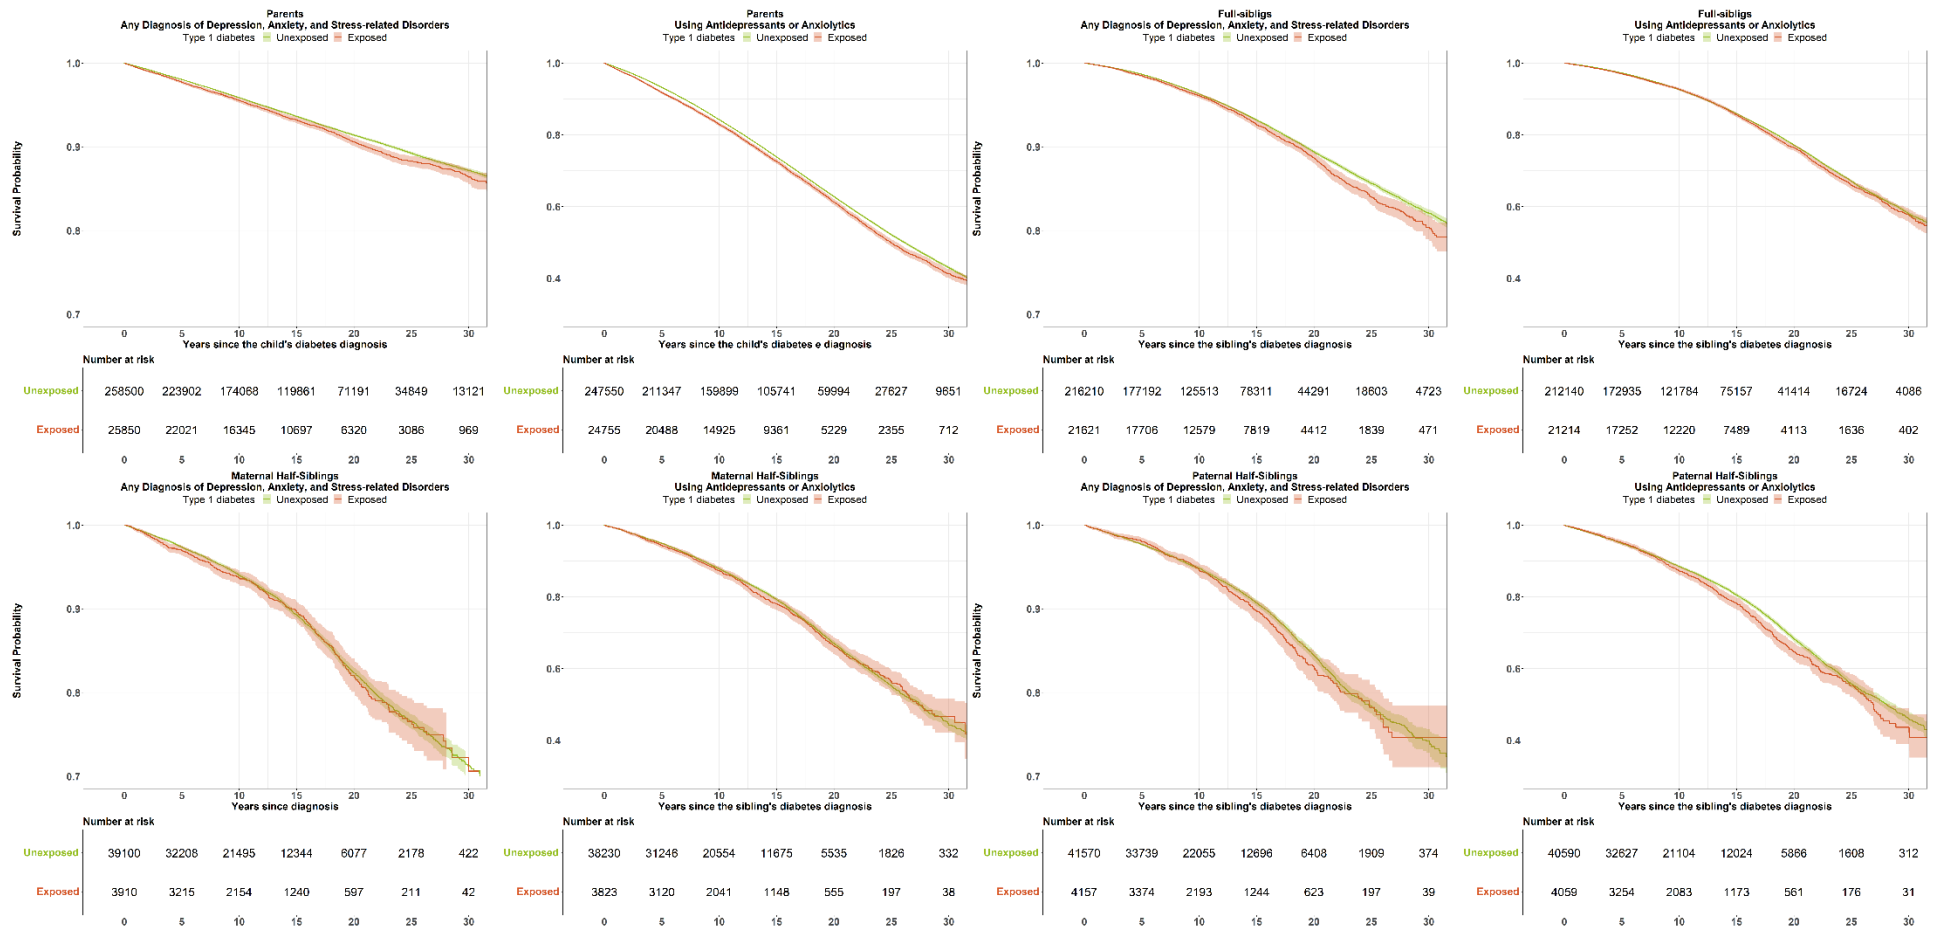 Parents
Any Diagnosis of Depression, Anxiety, and Stress-related Disorders
Type 1 diabetes Unexposed Exposed
Survival Probability
1.0
0.9
0.8
0.7
0 5 10 15 20 25 30
Years since the child's diabetes diagnosis
Number at risk
Unexposed 258500 223902 174068 119861 71191 34849 13121
Exposed 25850 22021 16345 10697 6320 3086 969
0 5 10 15 20 25 30
Parents
Using Antidepressants or Anxiolytics
Type 1 diabetes Unexposed Exposed
1.0
0.8
0.6
0.4
0 5 10 15 20 25 30
Years since the child's diabetes e diagnosis
Number at risk
Unexposed 247550 211347 159899 105741 59994 27627 9651
Exposed 24755 20488 14925 9361 5229 2355 712
0 5 10 15 20 25 30
Full-sibligs
Any Diagnosis of Depression, Anxiety, and Stress-related Disorders
Type 1 diabetes Unexposed Exposed
Survival Probability
1.0
0.9
0.8
0.7
0 5 10 15 20 25 30
Years since the sibling's diabetes diagnosis
Number at risk
Unexposed 216210 177192 125513 78311 44291 18603 4723
Exposed 21621 17706 12579 7819 4412 1839 471
0 5 10 15 20 25 30
Full-sibligs
Using Antidepressants or Anxiolytics
Type 1 diabetes Unexposed Exposed
1.0
0.8
0.6
0.4
0 5 10 15 20 25 30
Years since the sibling's diabetes diagnosis
Number at risk
Unexposed 212140 172935 121784 75157 41414 16724 4086
Exposed 21214 17252 12220 7489 4113 1636 402
0 5 10 15 20 25 30
Maternal Half-Siblings
Any Diagnosis of Depression, Anxiety, and Stress-related Disorders
Type 1 diabetes Unexposed Exposed
Survival Probability
1.0
0.9
0.8
0.7
0 5 10 15 20 25 30
Years since diagnosis
Number at risk
Unexposed 39100 32208 21495 12344 6077 2178 422
Exposed 3910 3215 2154 1240 597 211 42
0 5 10 15 20 25 30
Maternal Half-Siblings
Using Antidepressants or Anxiolytics
Type 1 diabetes Unexposed Exposed
1.0
0.8
0.6
0.4
0 5 10 15 20 25 30
Years since the sibling's diabetes diagnosis
Number at risk
Unexposed 38230 31246 20554 11675 5535 1826 332
Exposed 3823 3120 2041 1148 555 197 38
0 5 10 15 20 25 30
Paternal Half-Siblings
Any Diagnosis of Depression, Anxiety, and Stress-related Disorders
Type 1 diabetes Unexposed Exposed
Survival Probability
1.0
0.9
0.8
0.7
0 5 10 15 20 25 30
Years since the sibling's diabetes diagnosis
Number at risk
Unexposed 41570 33739 22055 12696 6408 1909 374
Exposed 4157 3374 2193 1244 623 197 39
0 5 10 15 20 25 30
Paternal Half-Siblings
Using Antidepressants or Anxiolytics
Type 1 diabetes Unexposed Exposed
1.0
0.8
0.6
0.4
0 5 10 15 20 25 30
Years since the sibling's diabetes diagnosis
Number at risk
Unexposed 40590 32627 21104 12024 5866 1608 312
Exposed 4059 3254 2083 1173 561 176 31
0 5 10 15 20 25 30